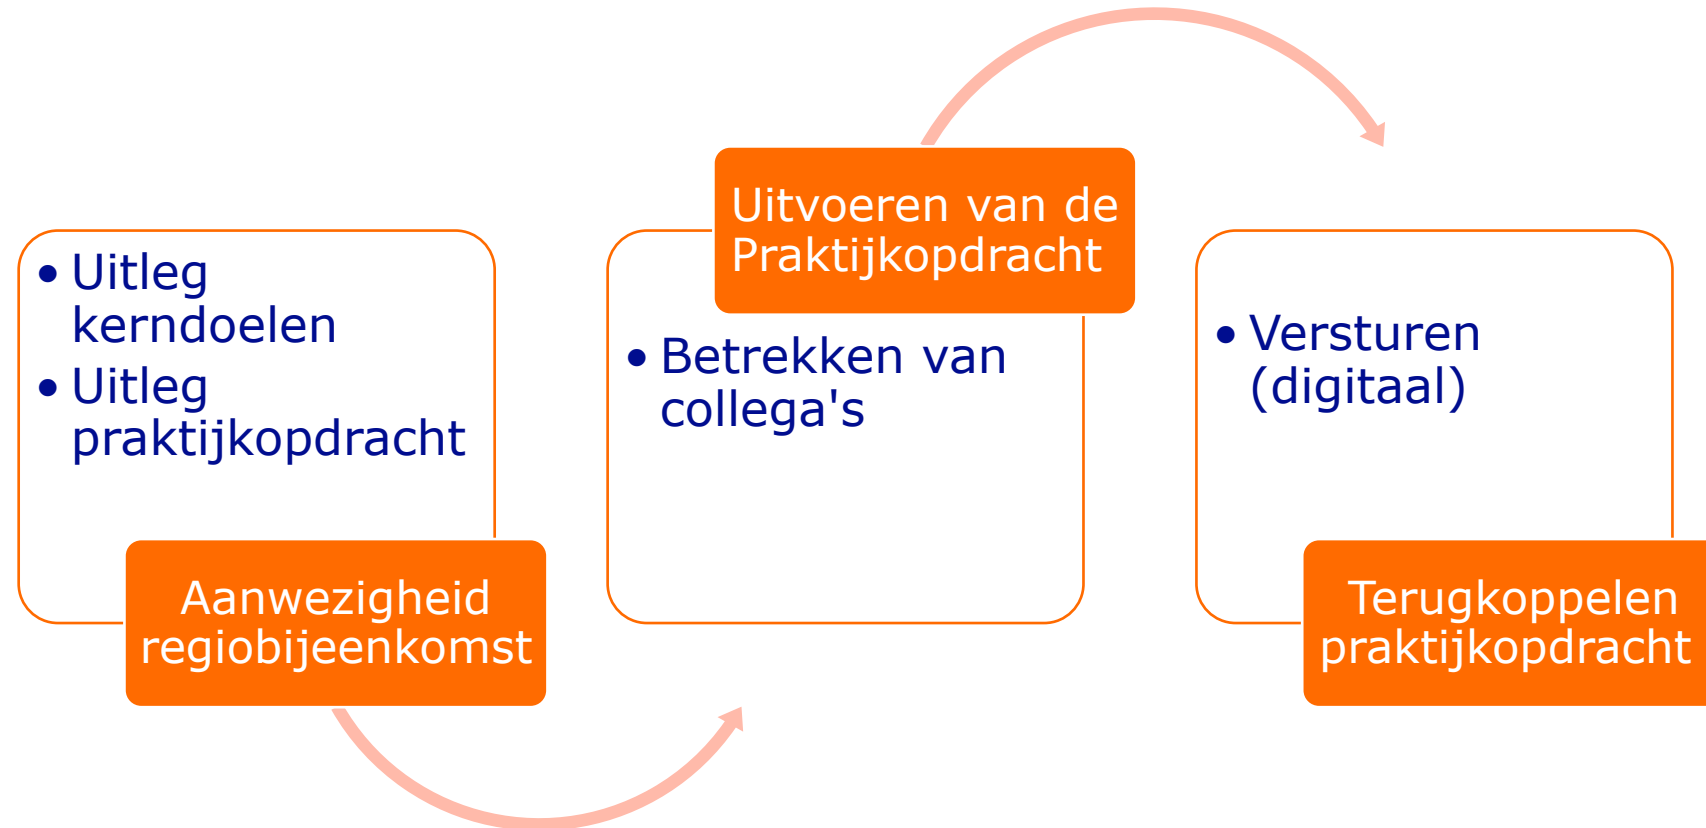 • Uitleg
kerndoelen
• Uitleg
praktijkopdracht
Aanwezigheid
regiobijeenkomst
Uitvoeren van de
Praktijkopdracht
• Betrekken van
collega's
• Versturen
(digitaal)
Terugkoppelen
praktijkopdracht